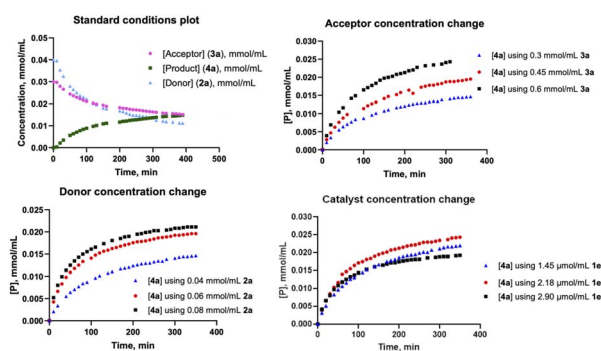 Standard conditions plot
Concentration, mmol/mL
0.05
0.04
0.03
0.02
0.01
0.00
[Acceptor] (3a), mmol/mL
[Product] (4a), mmol/mL
[Donor] (2a), mmol/mL
0 100 200 300 400 500
Time, min
Acceptor concentration change
[P], mmol/mL
0.030
0.025
0.020
0.015
0.010
0.005
0.000
[4a] using 0.3 mmol/mL 3a
[4a] using 0.45 mmol/mL 3a
[4a] using 0.6 mmol/mL 3a
0 100 200 300 400
Time, min
Donor concentration change
[P], mmol/mL
0.025
0.020
0.015
0.010
0.005
0.000
[4a] using 0.04 mmol/mL 2a
[4a] using 0.06 mmol/mL 2a
[4a] using 0.08 mmol/mL 2a
0 100 200 300 400
Time, min
Catalyst concentration change
[P], mmol/mL
0.030
0.025
0.020
0.015
0.010
0.005
0.000
[4a] using 1.45 µmol/mL 1e
[4a] using 2.18 µmol/mL 1e
[4a] using 2.90 µmol/mL 1e
0 100 200 300 400
Time, min